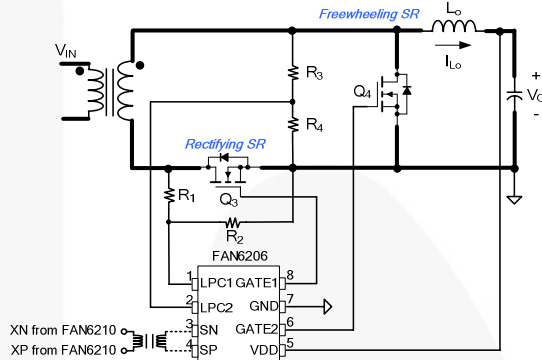 Freewheeling SR
Lo
VIN
ILo
R3
+
Q4
VO
-
R4
Rectifying SR
R1
Q3
R2
FAN6206
1 LPC1 GATE1 8
2 LPC2 GND 7
XN from FAN6210 3 SN GATE2 6
XP from FAN6210 4 SP VDD 5